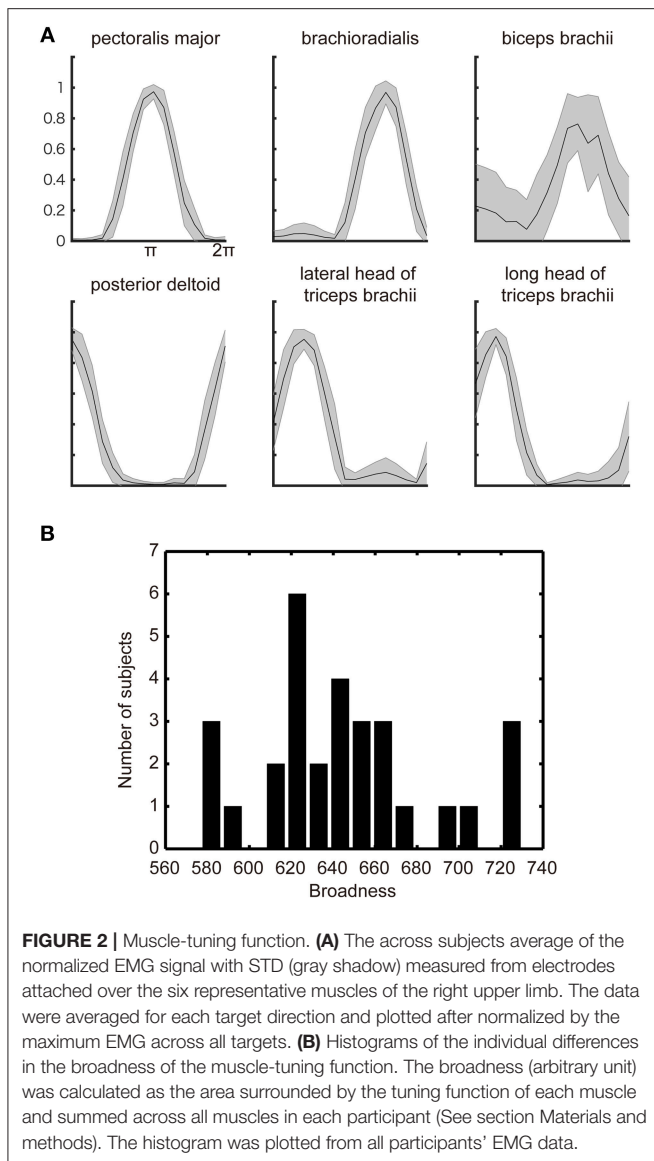 A
pectoralis major
brachioradialis
biceps brachii
1
0.8
0.6
0.4
0.2
0
π
2π
posterior deltoid
lateral head of
triceps brachii
long head of
triceps brachii
B
7
6
5
4
3
2
1
0
Number of subjects
560 580 600 620 640 660 680 700 720 740
Broadness
FIGURE 2 | Muscle-tuning function. (A) The across subjects average of the
normalized EMG signal with STD (gray shadow) measured from electrodes
attached over the six representative muscles of the right upper limb. The data
were averaged for each target direction and plotted after normalized by the
maximum EMG across all targets. (B) Histograms of the individual differences
in the broadness of the muscle-tuning function. The broadness (arbitrary unit)
was calculated as the area surrounded by the tuning function of each muscle
and summed across all muscles in each participant (See section Materials and
methods). The histogram was plotted from all participants' EMG data.